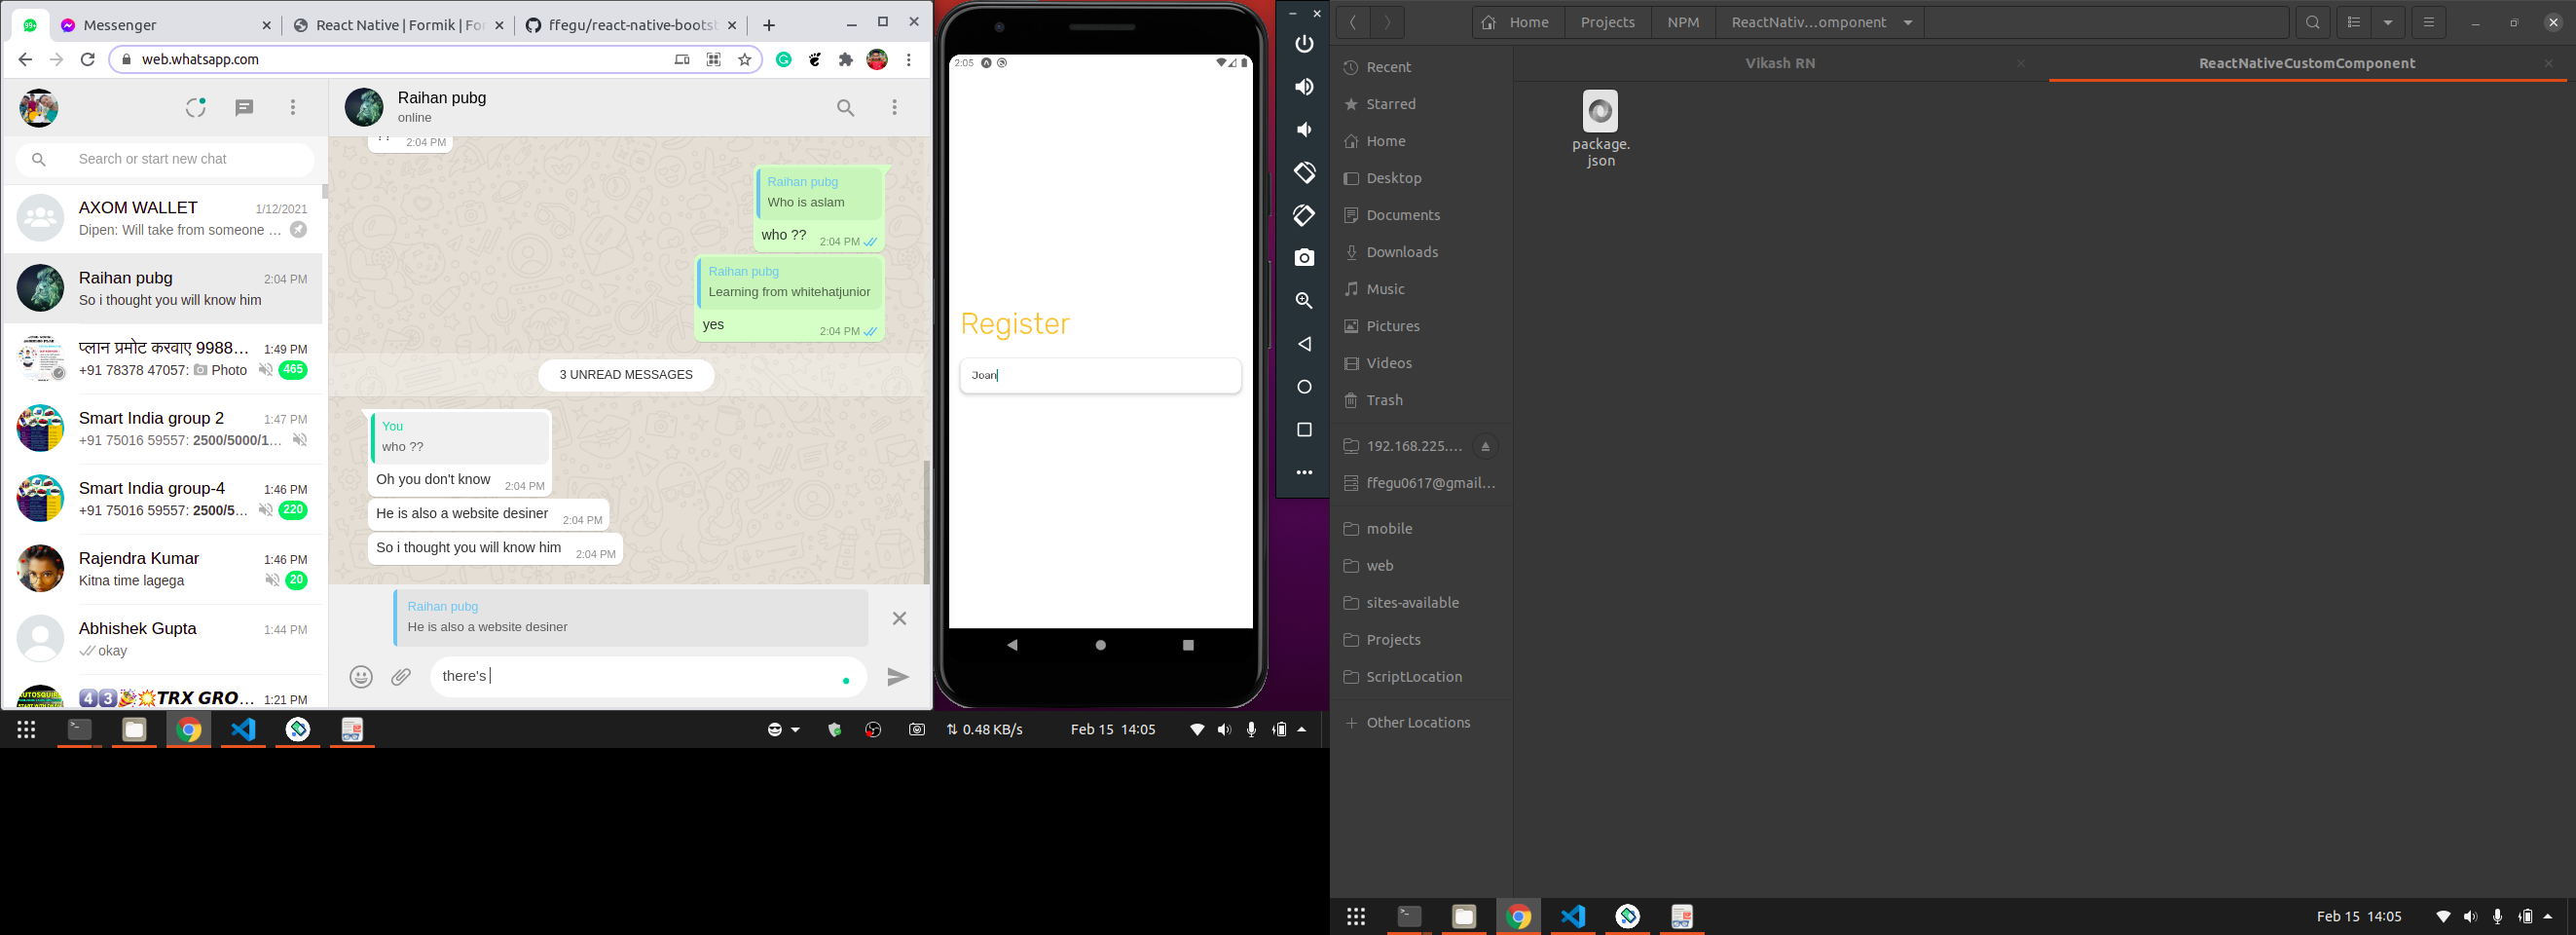 Messenger
React Native | Formik | For
ffegu/react-native-bootst
web.whatsapp.com
Search or start new chat
AXOM WALLET
1/12/2021
Dipen: Will take from someone ...
Raihan pubg
2:04 PM
So i thought you will know him
प्लान प्रमोट करवाए 9988...
1:49 PM
+91 78378 47057: Photo
465
Smart India group 2
1:47 PM
+91 75016 59557: 2500/5000/1...
Smart India group-4
1:46 PM
+91 75016 59557: 2500/5...
220
Rajendra Kumar
1:46 PM
Kitna time lagega
20
Abhishek Gupta
1:44 PM
okay
43🎉💥TRX GRO...
1:21 PM
Raihan pubg
online
2:04 PM
Raihan pubg
Who is aslam
who ??
2:04 PM
Raihan pubg
Learning from whitehatjunior
yes
2:04 PM
3 UNREAD MESSAGES
You
who ??
Oh you don't know
2:04 PM
He is also a website desiner
2:04 PM
So i thought you will know him
2:04 PM
Raihan pubg
He is also a website desiner
there's
0.48 KB/s
Feb 15 14:05
2:05
Register
Joan
Home
Projects
NPM
ReactNativ...omponent
Vikash RN
ReactNativeCustomComponent
Recent
Starred
Home
Desktop
Documents
Downloads
Music
Pictures
Videos
Trash
192.168.225....
ffegu0617@gmail...
mobile
web
sites-available
Projects
ScriptLocation
Other Locations
package.
json
Feb 15 14:05